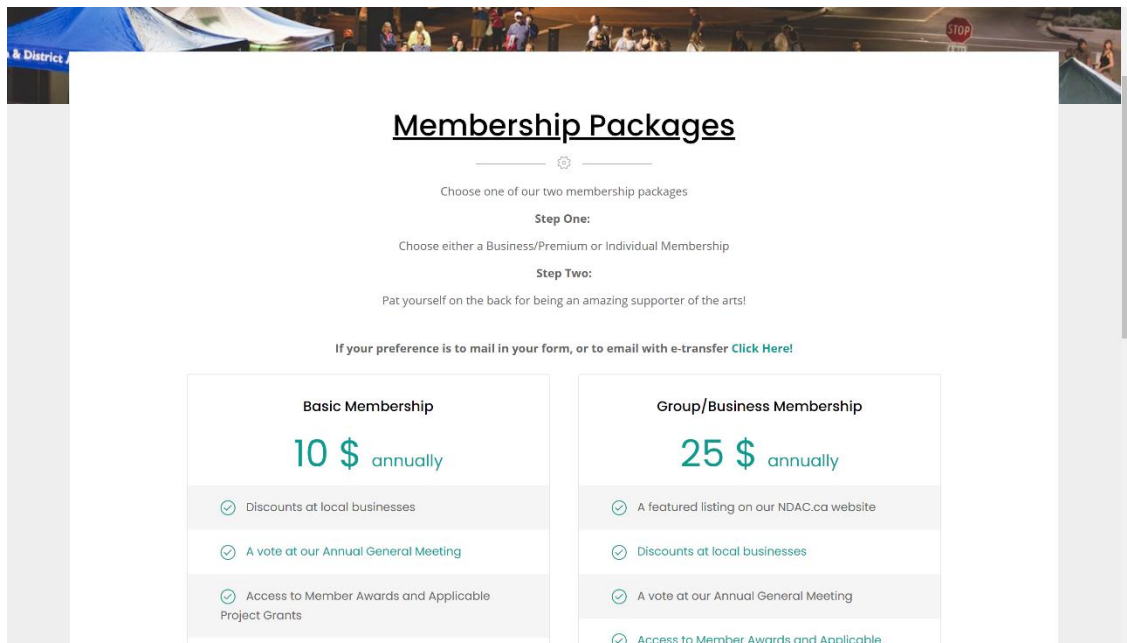 & District
STOP
Membership Packages
Choose one of our two membership packages
Step One:
Choose either a Business/Premium or Individual Membership
Step Two:
Pat yourself on the back for being an amazing supporter of the arts!
If your preference is to mail in your form, or to email with e-transfer Click Here!
Basic Membership
10 $ annually
Discounts at local businesses
A vote at our Annual General Meeting
Access to Member Awards and Applicable
Project Grants
Group/Business Membership
25 $ annually
A featured listing on our NDAC.ca website
Discounts at local businesses
A vote at our Annual General Meeting
Access to Member Awards and Applicable